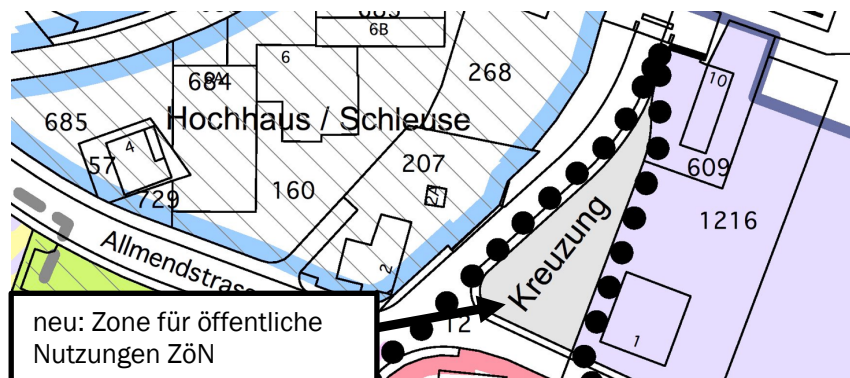 6B
6
684
268
10
685
Hochhaus / Schleuse
4
57
207
609
729
160
1216
Allmendstrass
2
Kreuzung
12
1
neu: Zone für öffentliche
Nutzungen ZöN